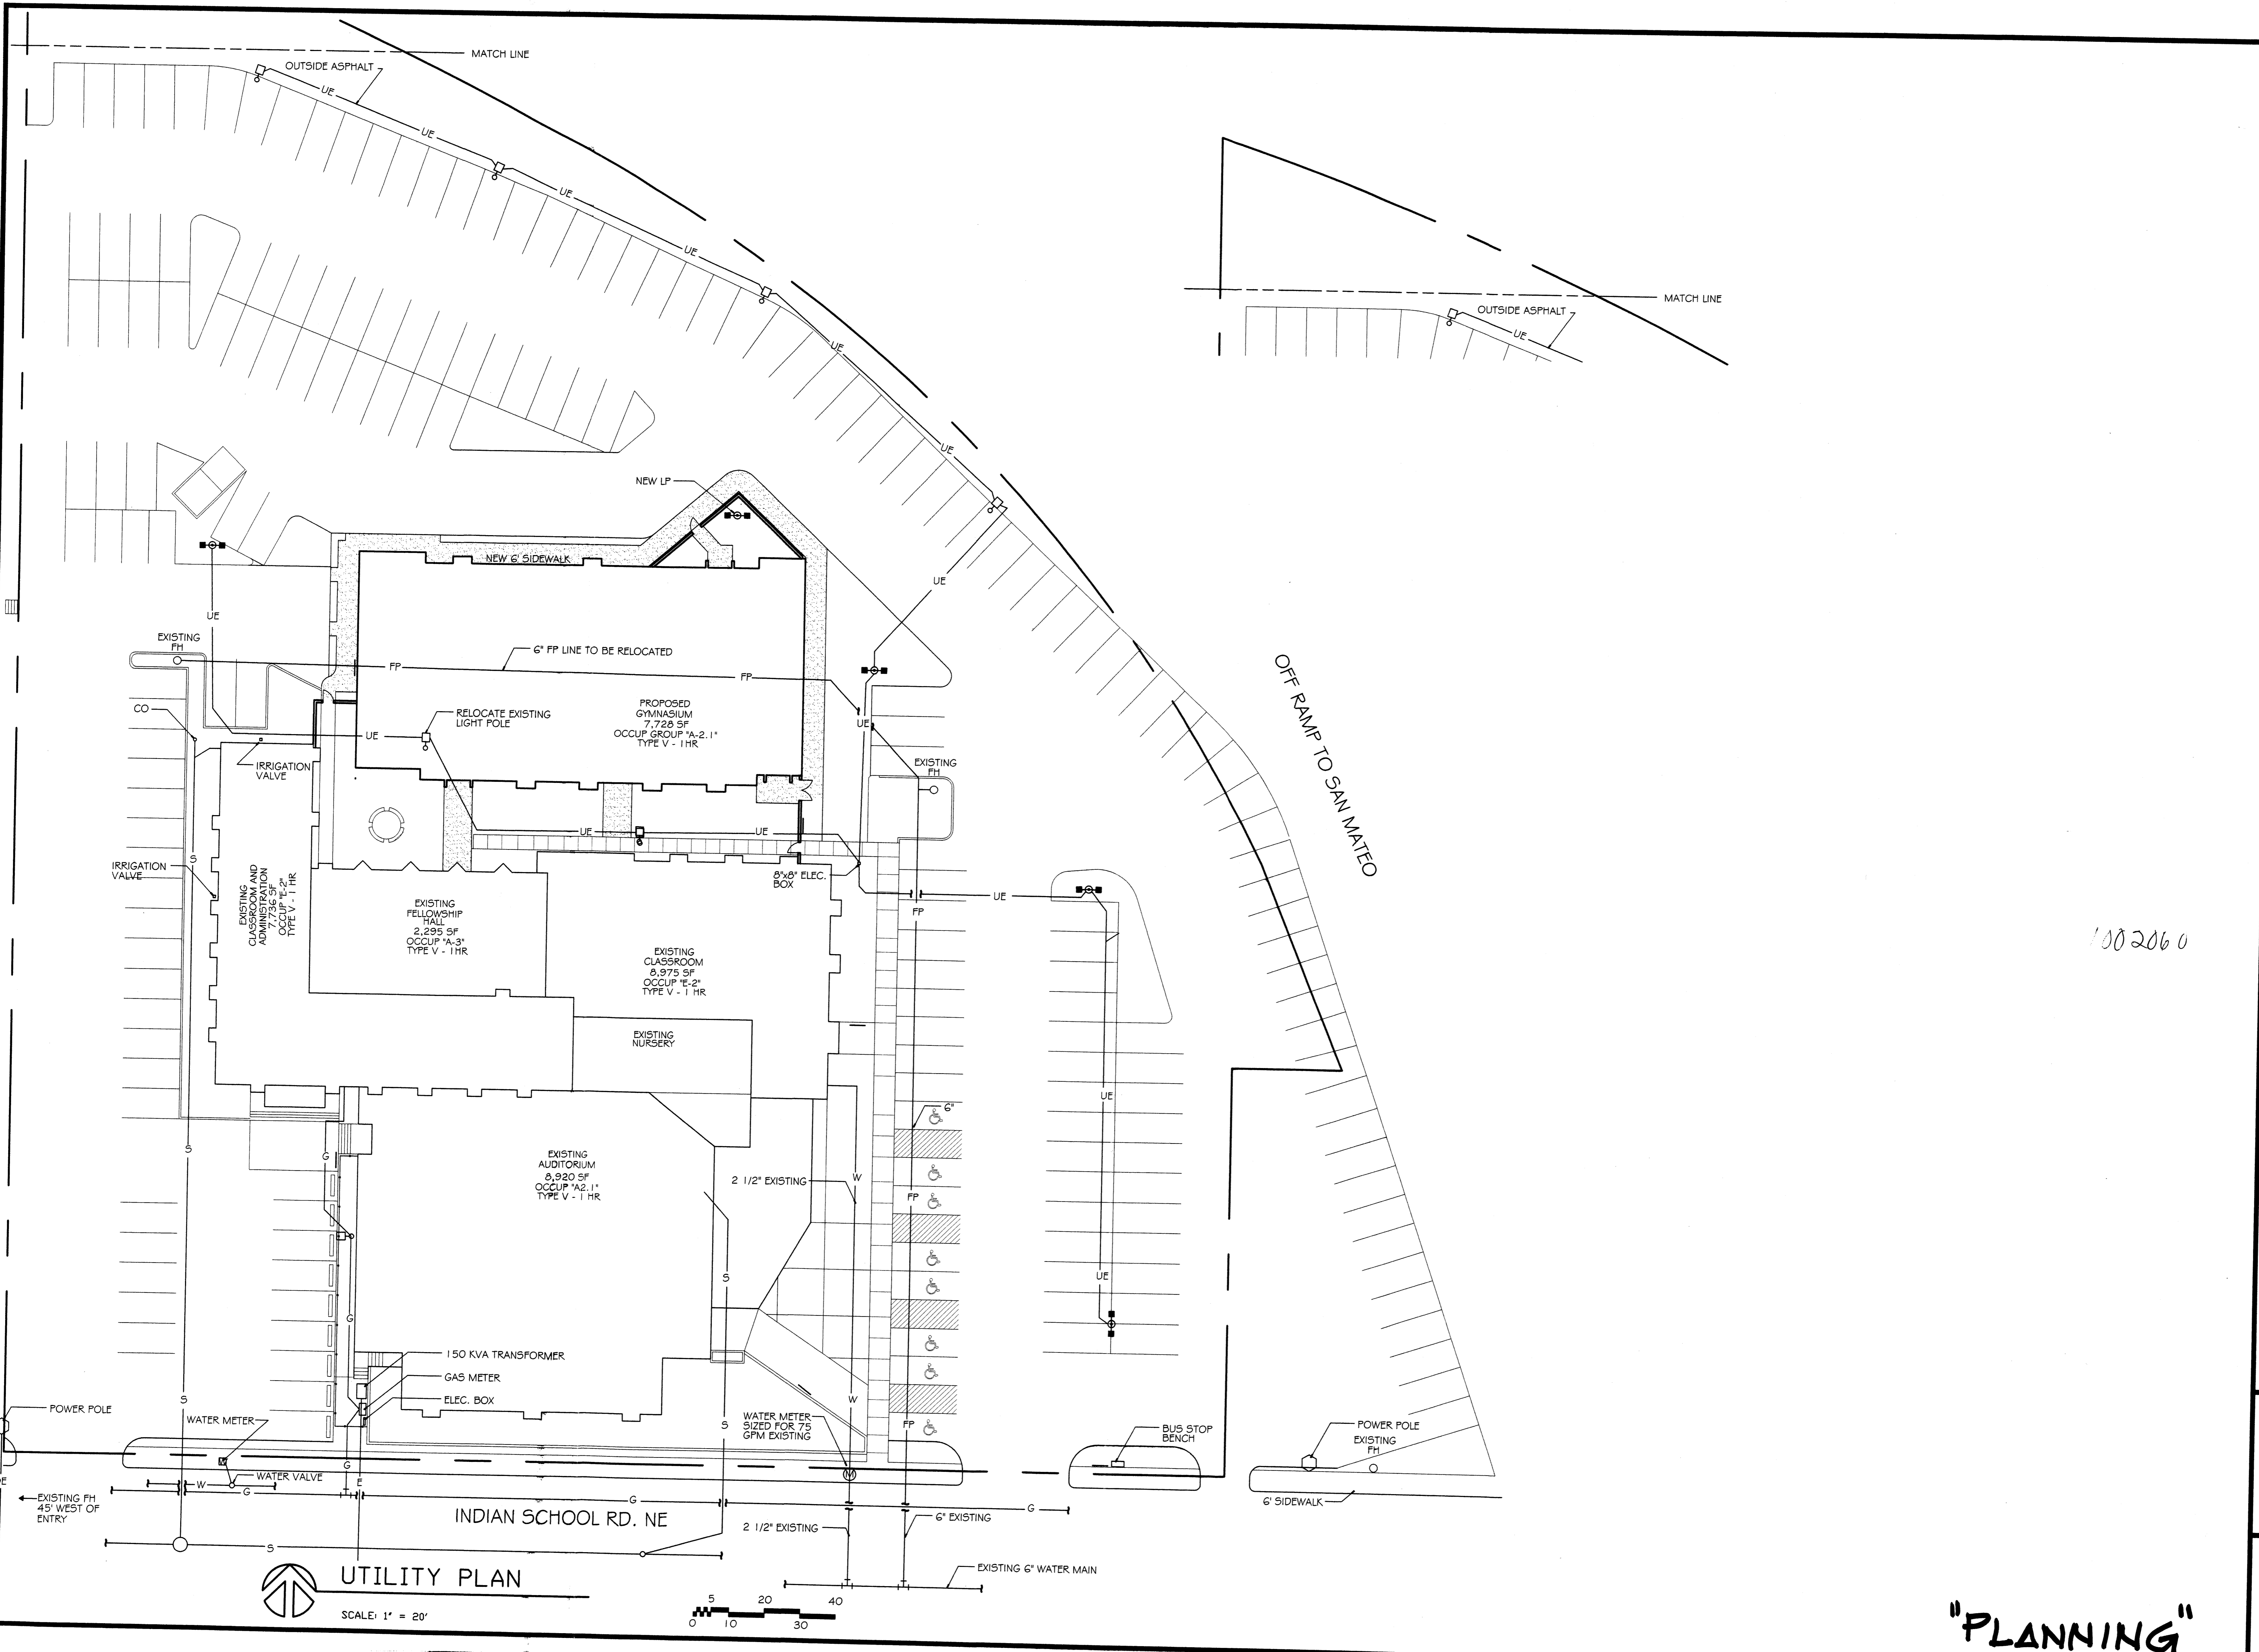 MATCH LINE
OUTSIDE ASPHALT
UE
UE
UE
UE
UE
UE
MATCH LINE
OUTSIDE ASPHALT
UE
NEW LP
NEW 6' SIDEWALK
UE
UE
EXISTING
FH
6" FP LINE TO BE RELOCATED
FP
FP
CO
RELOCATE EXISTING
LIGHT POLE
PROPOSED
GYMNASIUM
7,728 SF
OCCUP GROUP "A-2.1"
TYPE V - 1HR
UE
UE
IRRIGATION
VALVE
EXISTING
FH
OFF RAMP TO SAN MATEO
UE
UE
S
IRRIGATION
VALVE
EXISTING
CLASSROOM AND
ADMINISTRATION
7,736 SF
OCCUP "E-2"
TYPE V - 1 HR
8"x8" ELEC.
BOX
UE
FP
EXISTING
FELLOWSHIP
HALL
2,295 SF
OCCUP "A-3"
TYPE V - 1HR
EXISTING
CLASSROOM
8,975 SF
OCCUP "E-2"
TYPE V - 1 HR
1002060
EXISTING
NURSERY
UE
6"
S
G
EXISTING
AUDITORIUM
8,920 SF
OCCUP "A2.1"
TYPE V - 1 HR
2 1/2" EXISTING
W
FP
S
UE
G
150 KVA TRANSFORMER
GAS METER
ELEC. BOX
S
W
POWER POLE
WATER METER
WATER METER
SIZED FOR 75
GPM EXISTING
S
FP
BUS STOP
BENCH
POWER POLE
EXISTING
FH
M
G
WATER VALVE
W
E
G
G
G
EXISTING FH
45' WEST OF
ENTRY
6' SIDEWALK
INDIAN SCHOOL RD. NE
2 1/2" EXISTING
6" EXISTING
S
EXISTING 6" WATER MAIN
UTILITY PLAN
SCALE: 1" = 20'
5 20 40
0 10 30
"PLANNING"